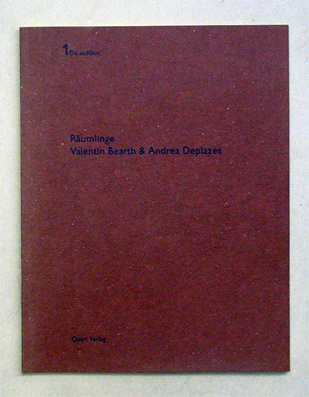 1 De aedibus
Räumlinge
Valentin Bearth & Andrea Deplazes
Quart Verlag